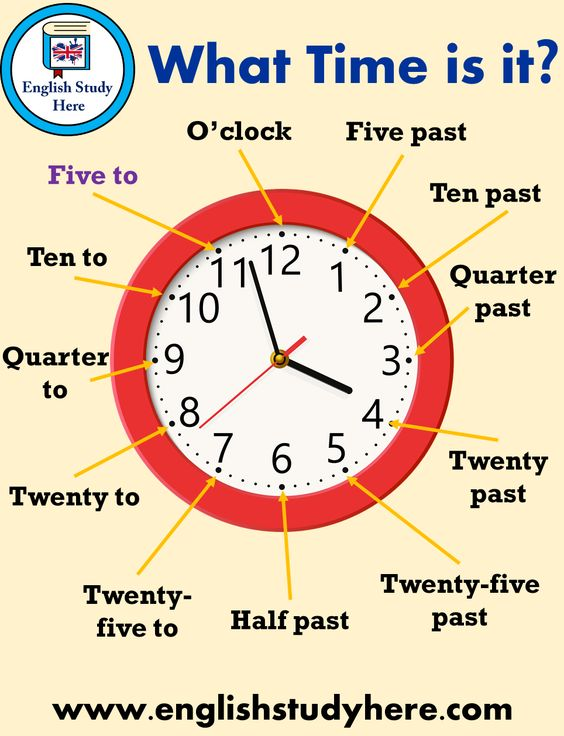 English Study
Here
What Time is it?
O’clock
Five past
Five to
Ten past
Ten to
Quarter
past
Quarter
to
Twenty
past
Twenty to
Twenty-five
past
Twenty-
five to
Half past
12
1
2
3
4
5
6
7
8
9
10
11
www.englishstudyhere.com